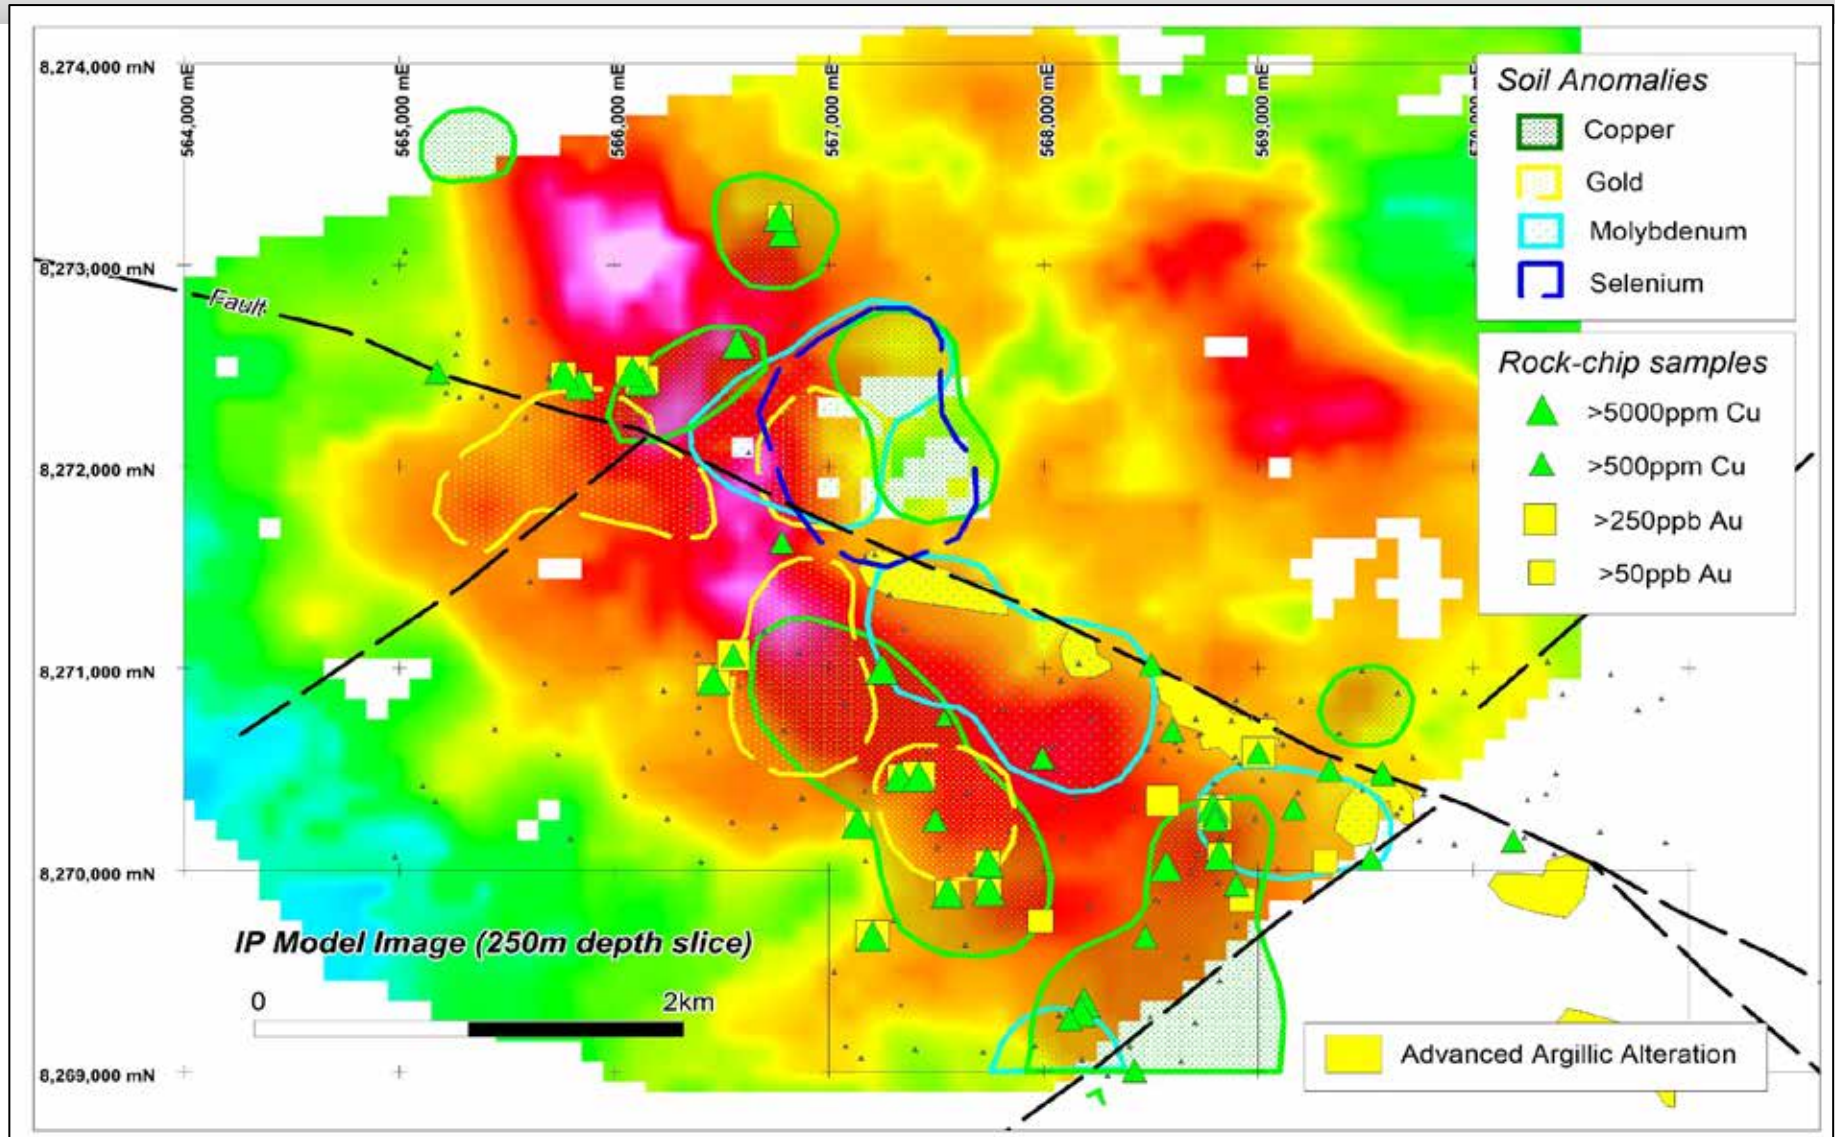 8,274,000 mN
564,000 mE
565,000 mE
566,000 mE
567,000 mE
568,000 mE
569,000 mE
Soil Anomalies
Copper
Gold
Molybdenum
Selenium
8,273,000 mN
Fault
Rock-chip samples
>5000ppm Cu
>500ppm Cu
>250ppb Au
>50ppb Au
8,272,000 mN
8,271,000 mN
8,270,000 mN
IP Model Image (250m depth slice)
0 2km
Advanced Argillic Alteration
8,269,000 mN